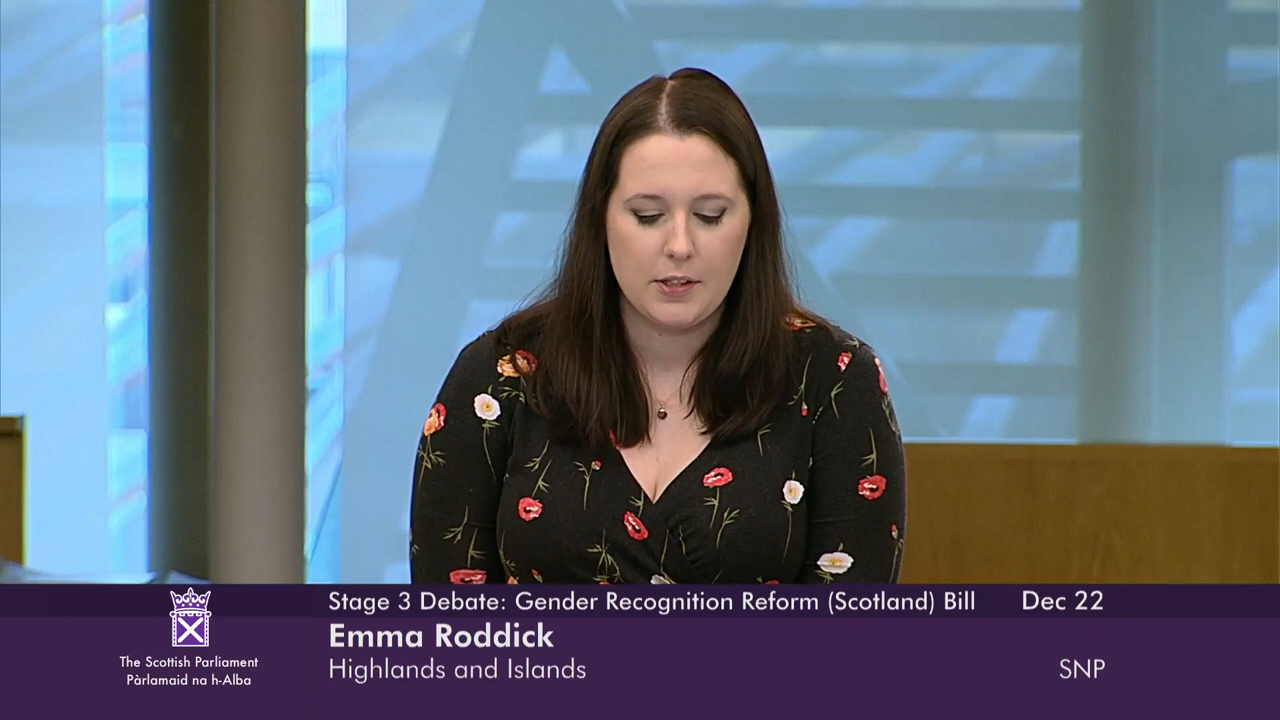 Stage 3 Debate: Gender Recognition Reform (Scotland) Bill Dec 22
Emma Roddick
Highlands and Islands SNP
The Scottish Parliament
Pàrlamaid na h-Alba